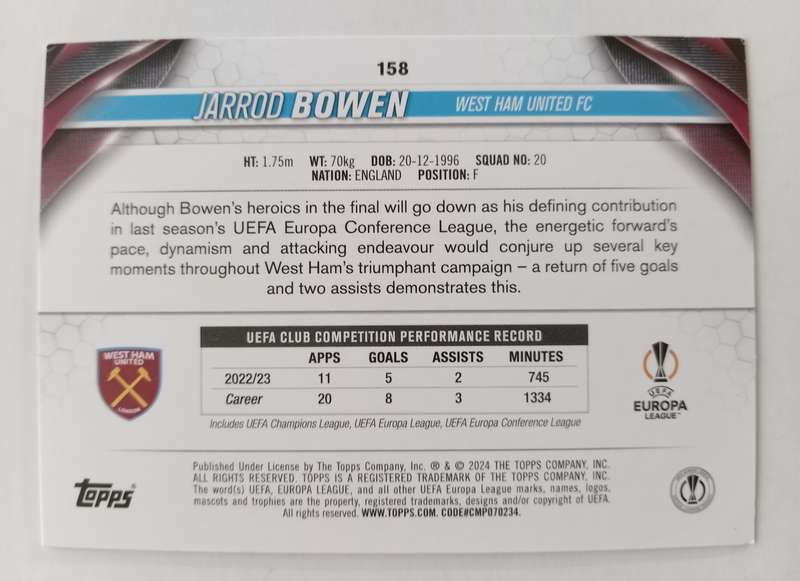 158
JARROD BOWEN WEST HAM UNITED FC
HT: 1.75m WT: 70kg DOB: 20-12-1996 SQUAD NO: 20
NATION: ENGLAND POSITION: F
Although Bowen's heroics in the final will go down as his defining contribution
in last season's UEFA Europa Conference League, the energetic forward's
pace, dynamism and attacking endeavour would conjure up several key
moments throughout West Ham's triumphant campaign – a return of five goals
and two assists demonstrates this.
UEFA CLUB COMPETITION PERFORMANCE RECORD
APPS GOALS ASSISTS MINUTES
2022/23 11 5 2 745
Career 20 8 3 1334
Includes UEFA Champions League, UEFA Europa League, UEFA Europa Conference League
WEST HAM
UNITED
LONDON
UEFA
EUROPA
LEAGUE™
Topps®
Published Under License by The Topps Company, Inc. ® & © 2024 THE TOPPS COMPANY, INC.
ALL RIGHTS RESERVED. TOPPS IS A REGISTERED TRADEMARK OF THE TOPPS COMPANY, INC.
The word(s) UEFA, EUROPA LEAGUE, and all other UEFA Europa League marks, names, logos,
mascots and trophies are the property, registered trademarks, designs and/or copyright of UEFA.
All rights reserved. WWW.TOPPS.COM. CODE#CMP070234.